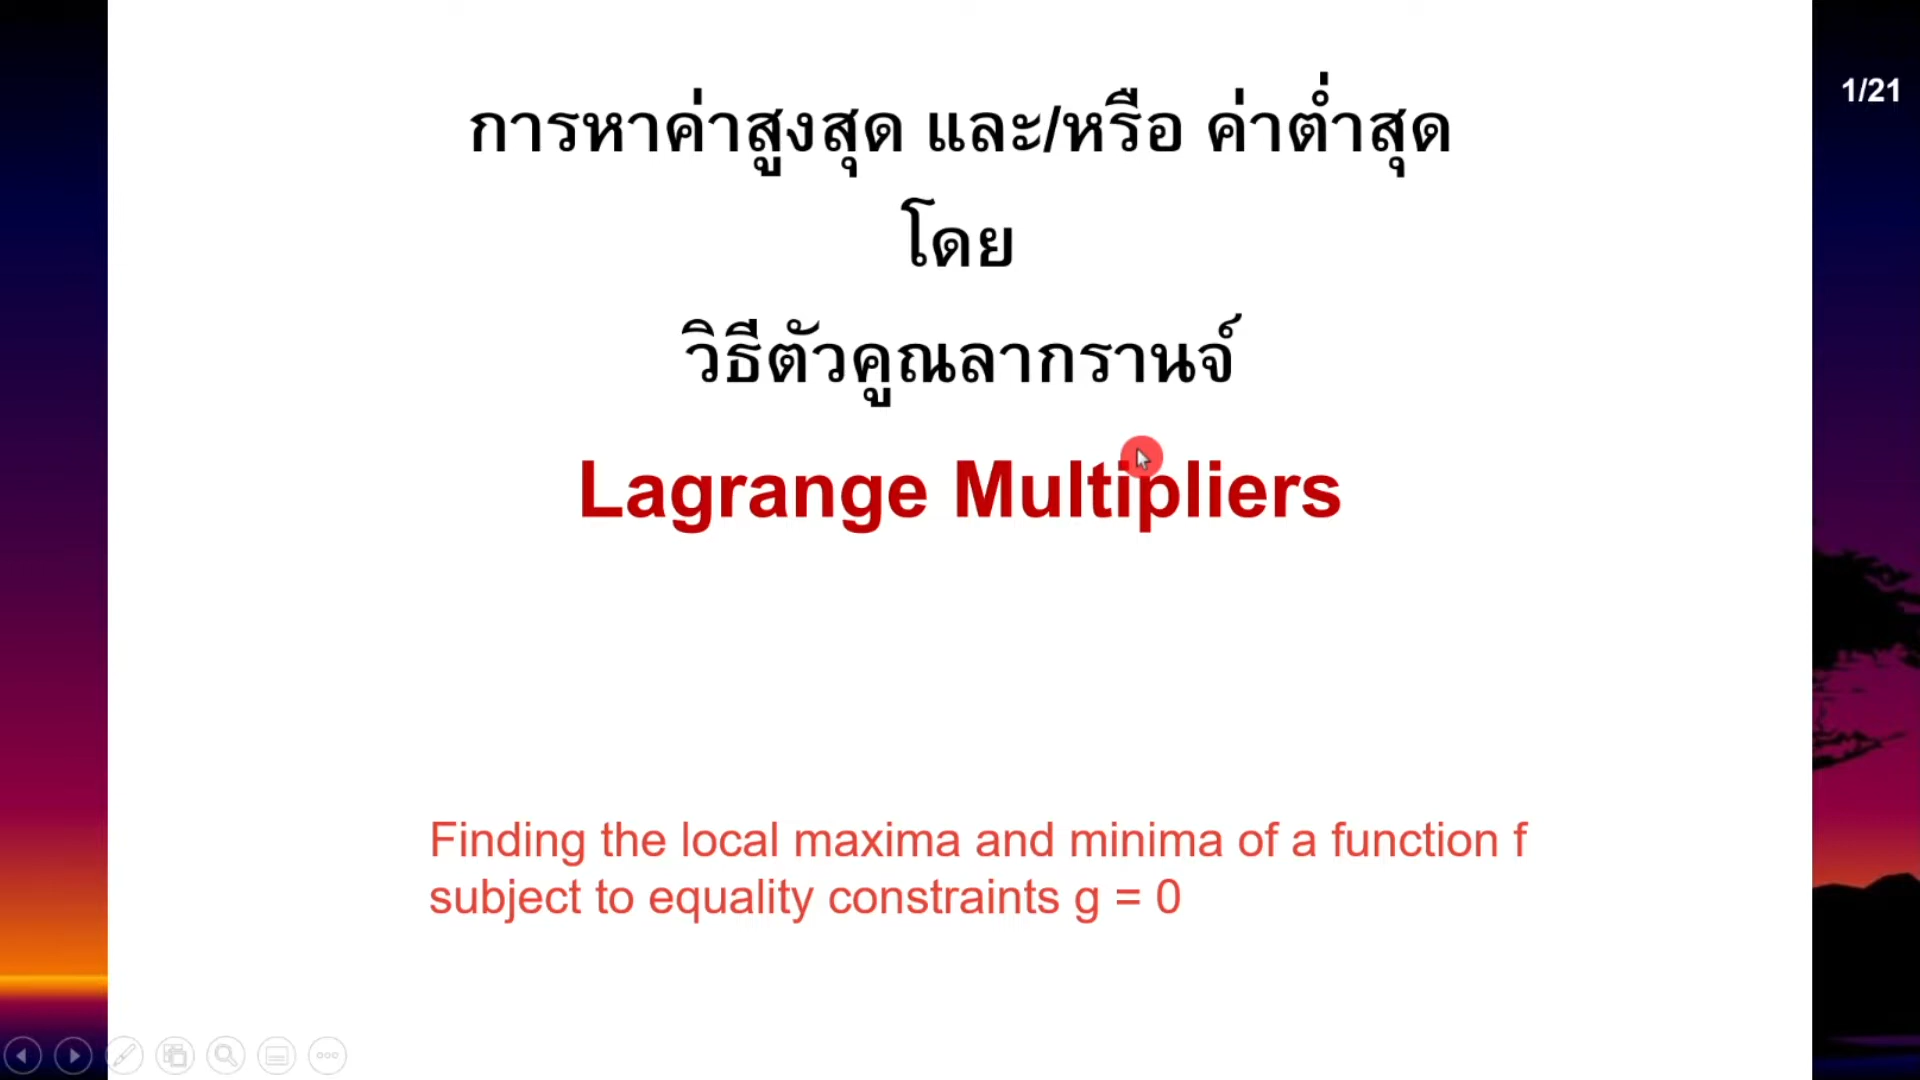 1/21
การหาค่าสูงสุด และ/หรือ ค่าต่ำสุด
โดย
วิธีตัวคูณลากรานจ์
Lagrange Multipliers
Finding the local maxima and minima of a function f
subject to equality constraints g = 0